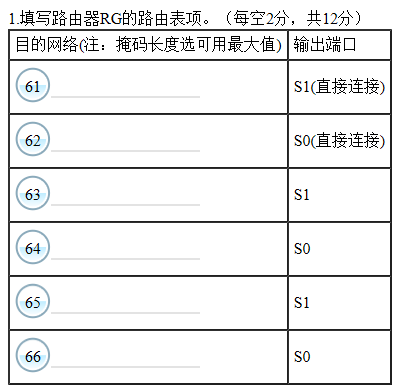 1.填写路由器RG的路由表项。（每空2分，共12分）
目的网络(注：掩码长度选可用最大值) 输出端口
61 S1(直接连接)
62 S0(直接连接)
63 S1
64 S0
65 S1
66 S0